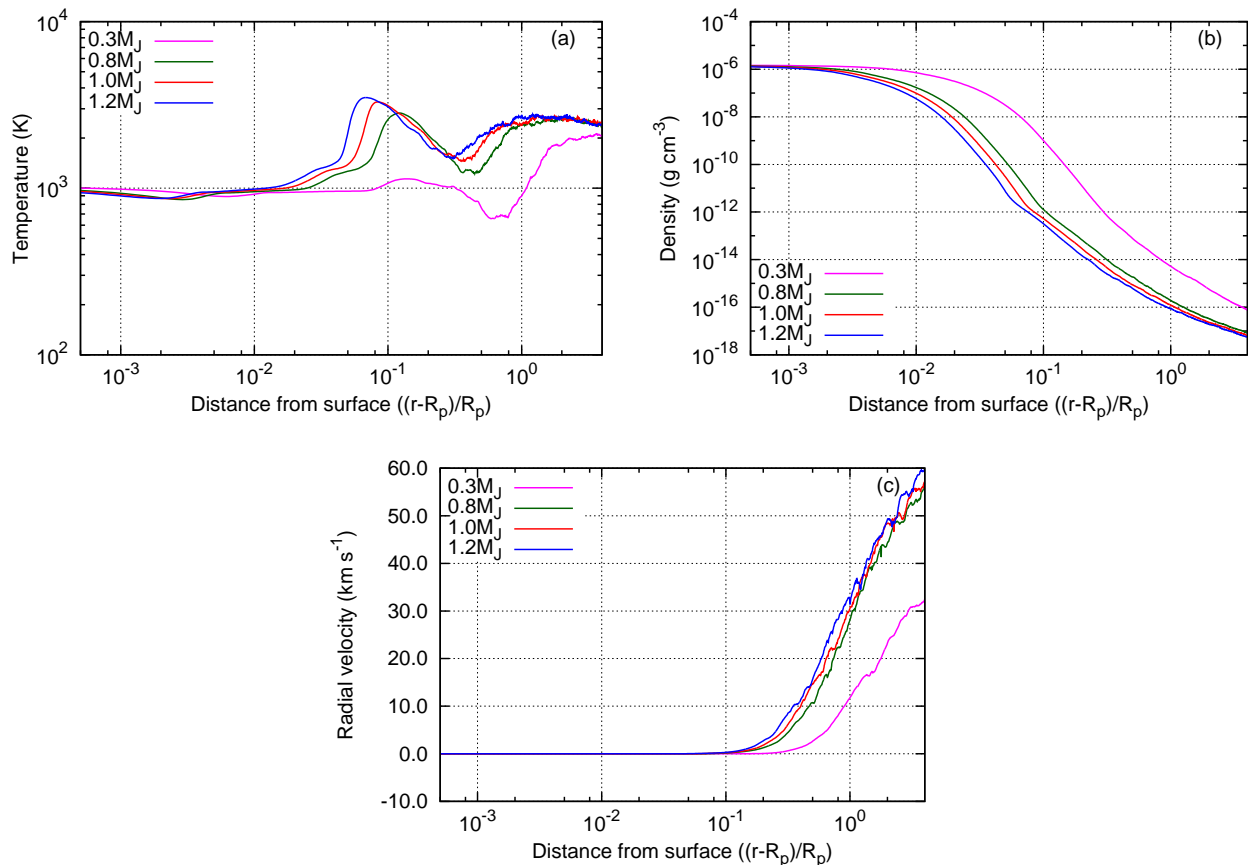 (a)
0.3M_J
0.8M_J
1.0M_J
1.2M_J
Temperature (K)
10^4
10^3
10^2
10^-3
10^-2
10^-1
10^0
Distance from surface ((r-R_p)/R_p)
(b)
Density (g cm^-3)
10^-4
10^-6
10^-8
10^-10
10^-12
10^-14
10^-16
10^-18
0.3M_J
0.8M_J
1.0M_J
1.2M_J
10^-3
10^-2
10^-1
10^0
Distance from surface ((r-R_p)/R_p)
(c)
0.3M_J
0.8M_J
1.0M_J
1.2M_J
Radial velocity (km s^-1)
60.0
50.0
40.0
30.0
20.0
10.0
0.0
-10.0
10^-3
10^-2
10^-1
10^0
Distance from surface ((r-R_p)/R_p)